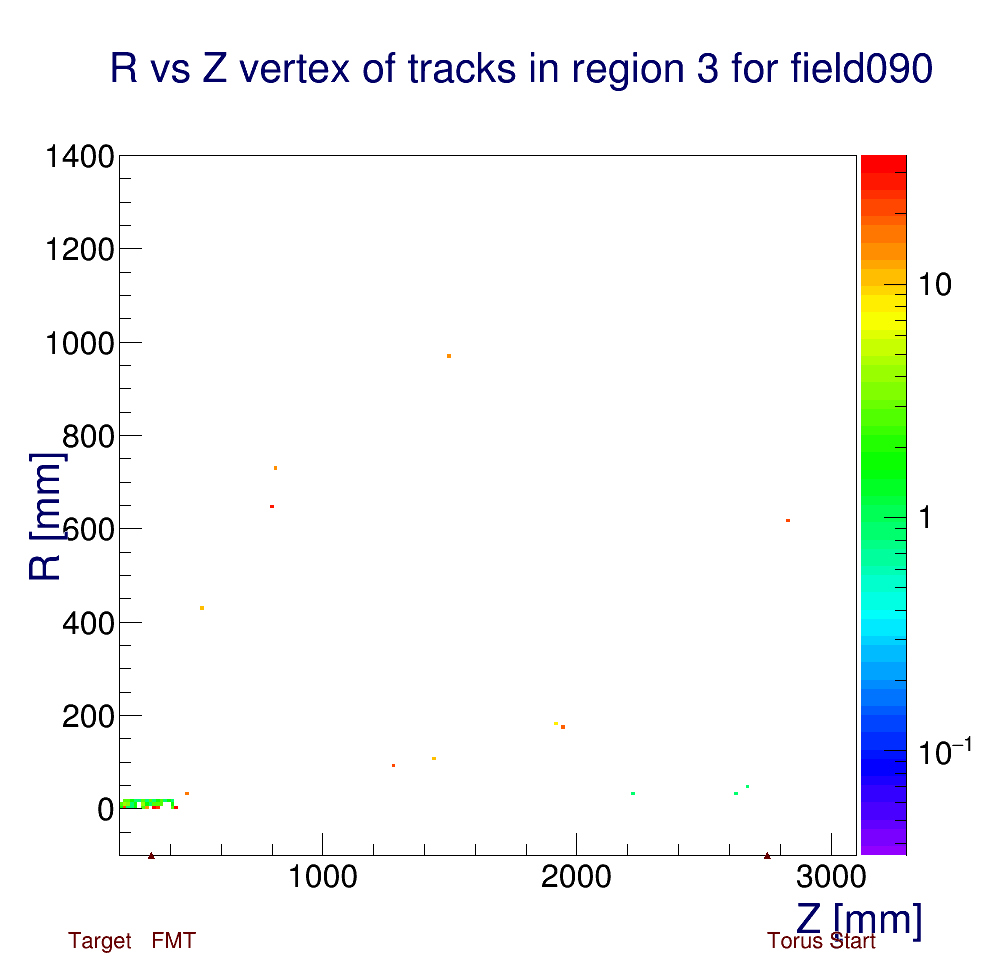 R vs Z vertex of tracks in region 3 for field090
1400
1200
1000
800
600
400
200
0
R [mm]
10
1
10⁻¹
1000
2000
3000
Z [mm]
Target
FMT
Torus Start